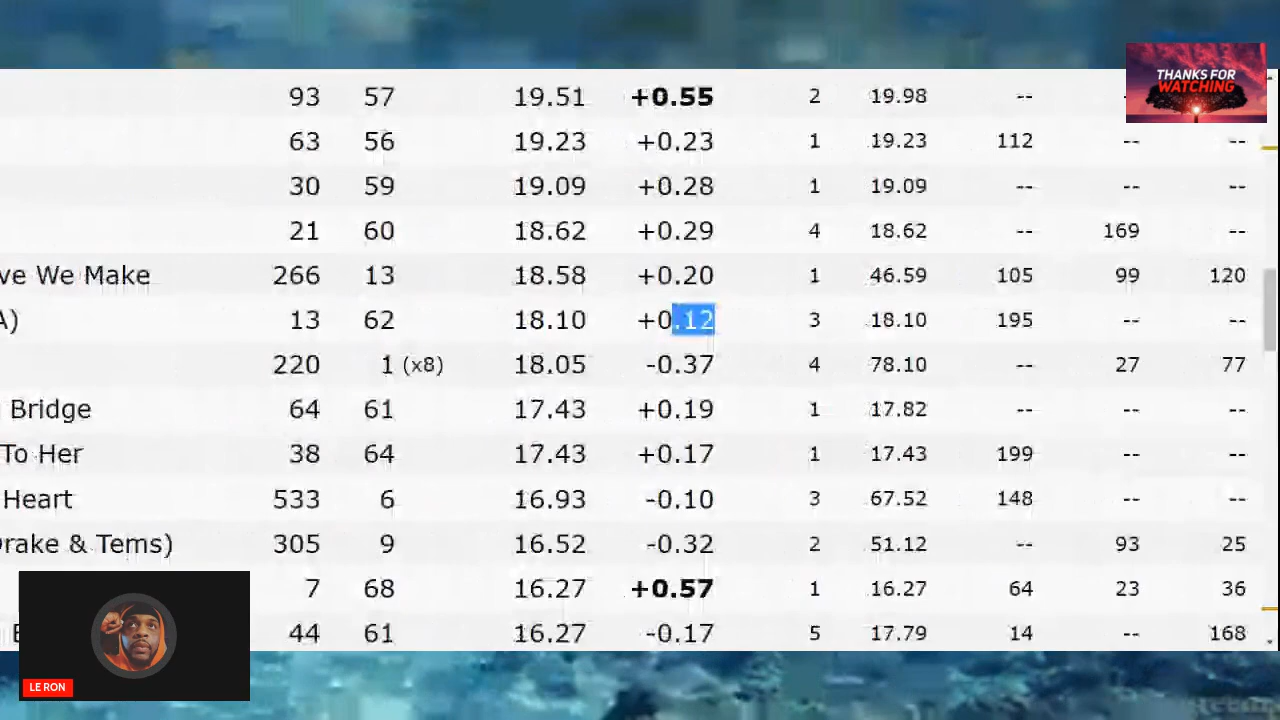 THANKS FOR
WATCHING
93 57 19.51 +0.55 2 19.98 -- -
63 56 19.23 +0.23 1 19.23 112 -- --
30 59 19.09 +0.28 1 19.09 -- -- --
21 60 18.62 +0.29 4 18.62 -- 169 --
ve We Make 266 13 18.58 +0.20 1 46.59 105 99 120
A) 13 62 18.10 +0.12 3 18.10 195 -- --
220 1 (x8) 18.05 -0.37 4 78.10 -- 27 77
Bridge 64 61 17.43 +0.19 1 17.82 -- -- --
To Her 38 64 17.43 +0.17 1 17.43 199 -- --
Heart 533 6 16.93 -0.10 3 67.52 148 -- --
Drake & Tems) 305 9 16.52 -0.32 2 51.12 -- 93 25
7 68 16.27 +0.57 1 16.27 64 23 36
44 61 16.27 -0.17 5 17.79 14 -- 168
LE RON